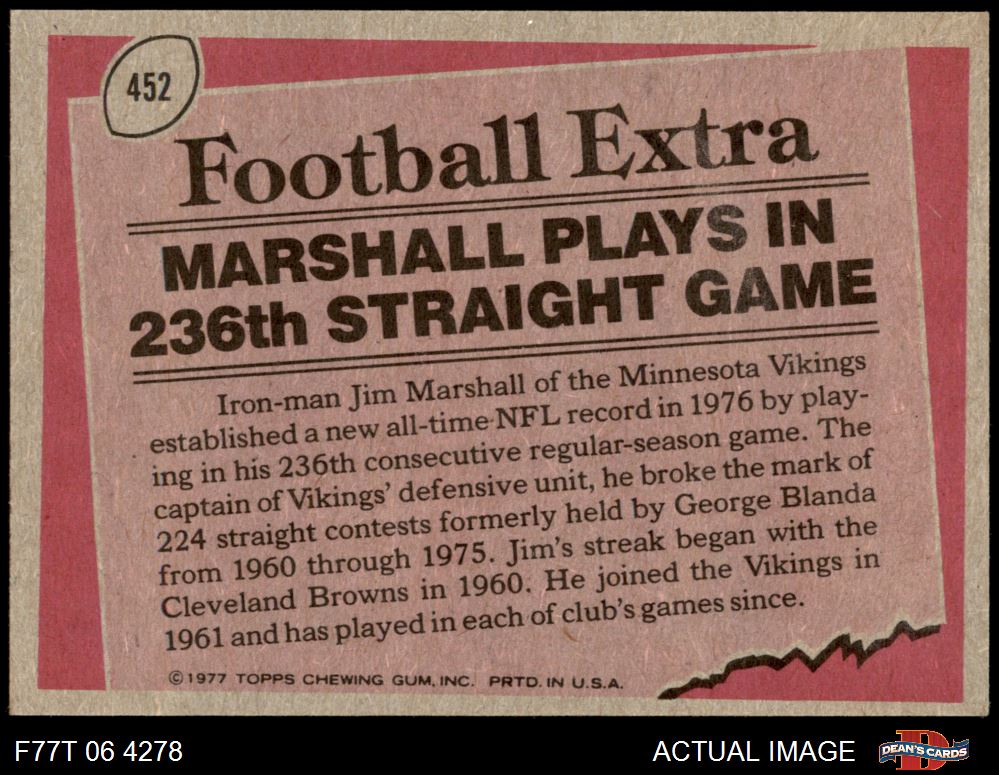 452
Football Extra
MARSHALL PLAYS IN
236th STRAIGHT GAME
Iron-man Jim Marshall of the Minnesota Vikings
established a new all-time NFL record in 1976 by play-
ing in his 236th consecutive regular-season game. The
captain of Vikings' defensive unit, he broke the mark of
224 straight contests formerly held by George Blanda
from 1960 through 1975. Jim's streak began with the
Cleveland Browns in 1960. He joined the Vikings in
1961 and has played in each of club's games since.
©1977 TOPPS CHEWING GUM, INC. PRTD. IN U.S.A.
F77T 06 4278
ACTUAL IMAGE
D
DEAN'S CARDS